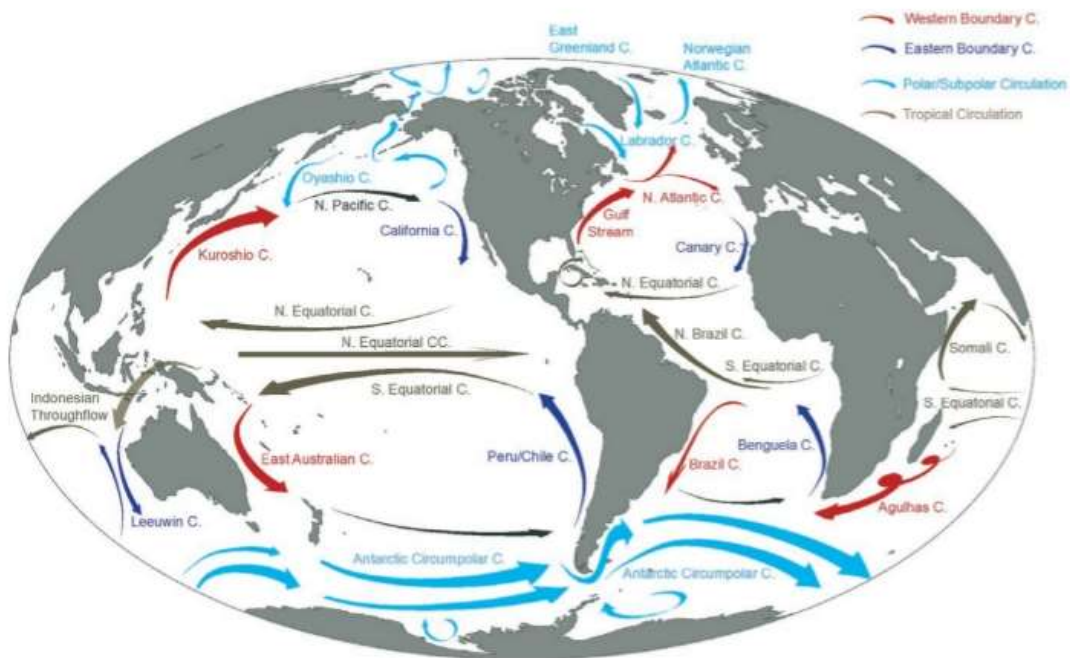 East
Greenland C.
Norwegian
Atlantic C.
Western Boundary C.
Eastern Boundary C.
Polar/Subpolar Circulation
Tropical Circulation
Labrador C.
Oyashio C.
N. Pacific C.
N. Atlantic C.
Gulf
Stream
California C.
Canary C.
Kuroshio C.
N. Equatorial C.
N. Equatorial C.
N. Brazil C.
N. Equatorial CC.
Somali C.
S. Equatorial C.
S. Equatorial C.
Indonesian
Throughflow
S. Equatorial C.
Benguela C.
East Australian C.
Peru/Chile C.
Brazil C.
Agulhas C.
Leeuwin C.
Antarctic Circumpolar C.
Antarctic Circumpolar C.